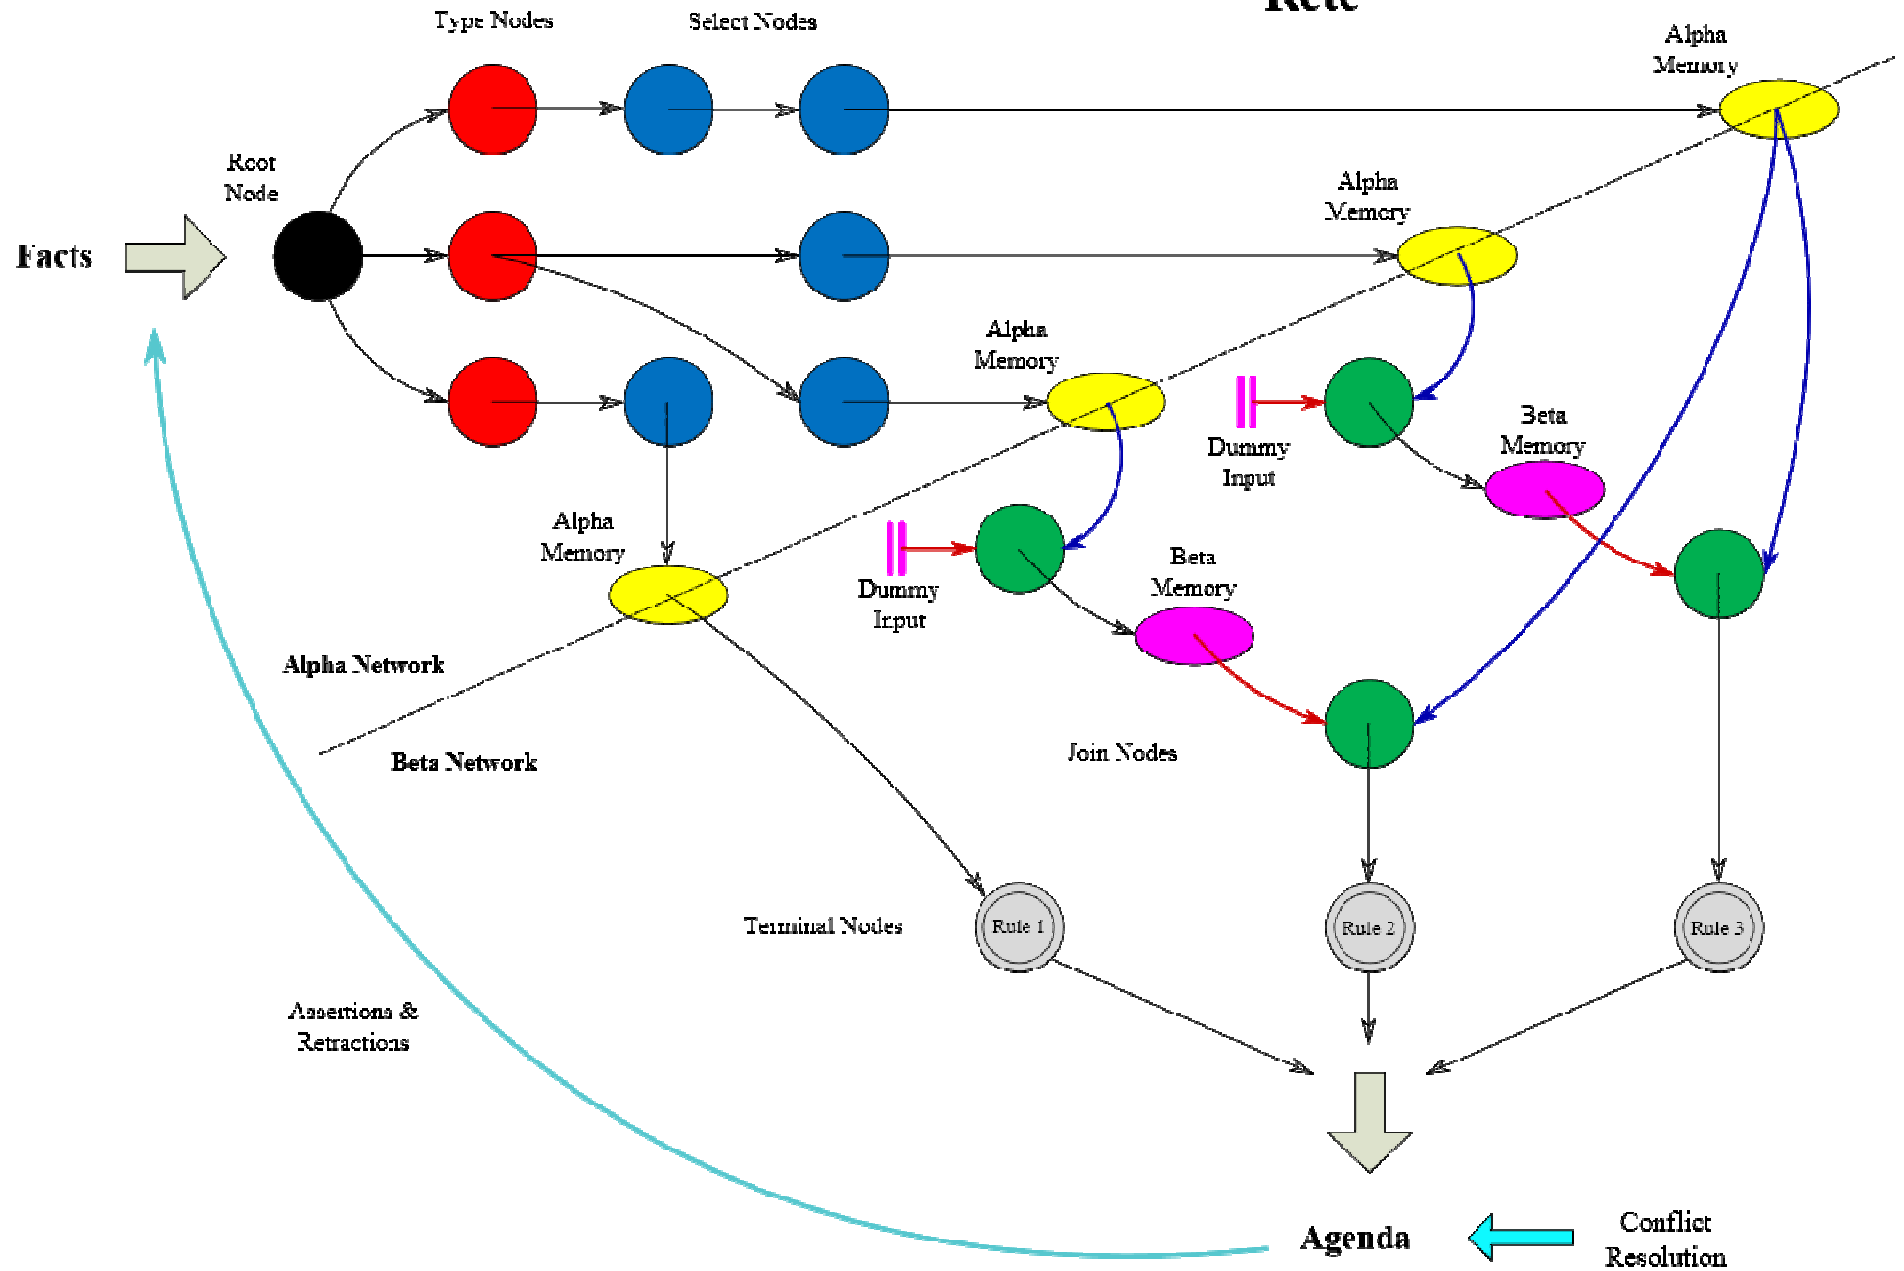 Rete
Type Nodes
Select Nodes
Alpha
Memory
Root
Node
Alpha
Memory
Facts
Alpha
Memory
Beta
Memory
Dummy
Input
Alpha
Memory
Beta
Memory
Dummy
Input
Alpha Network
Beta Network
Join Nodes
Terminal Nodes
Rule 1
Rule 2
Rule 3
Assertions &
Retractions
Agenda
Conflict
Resolution